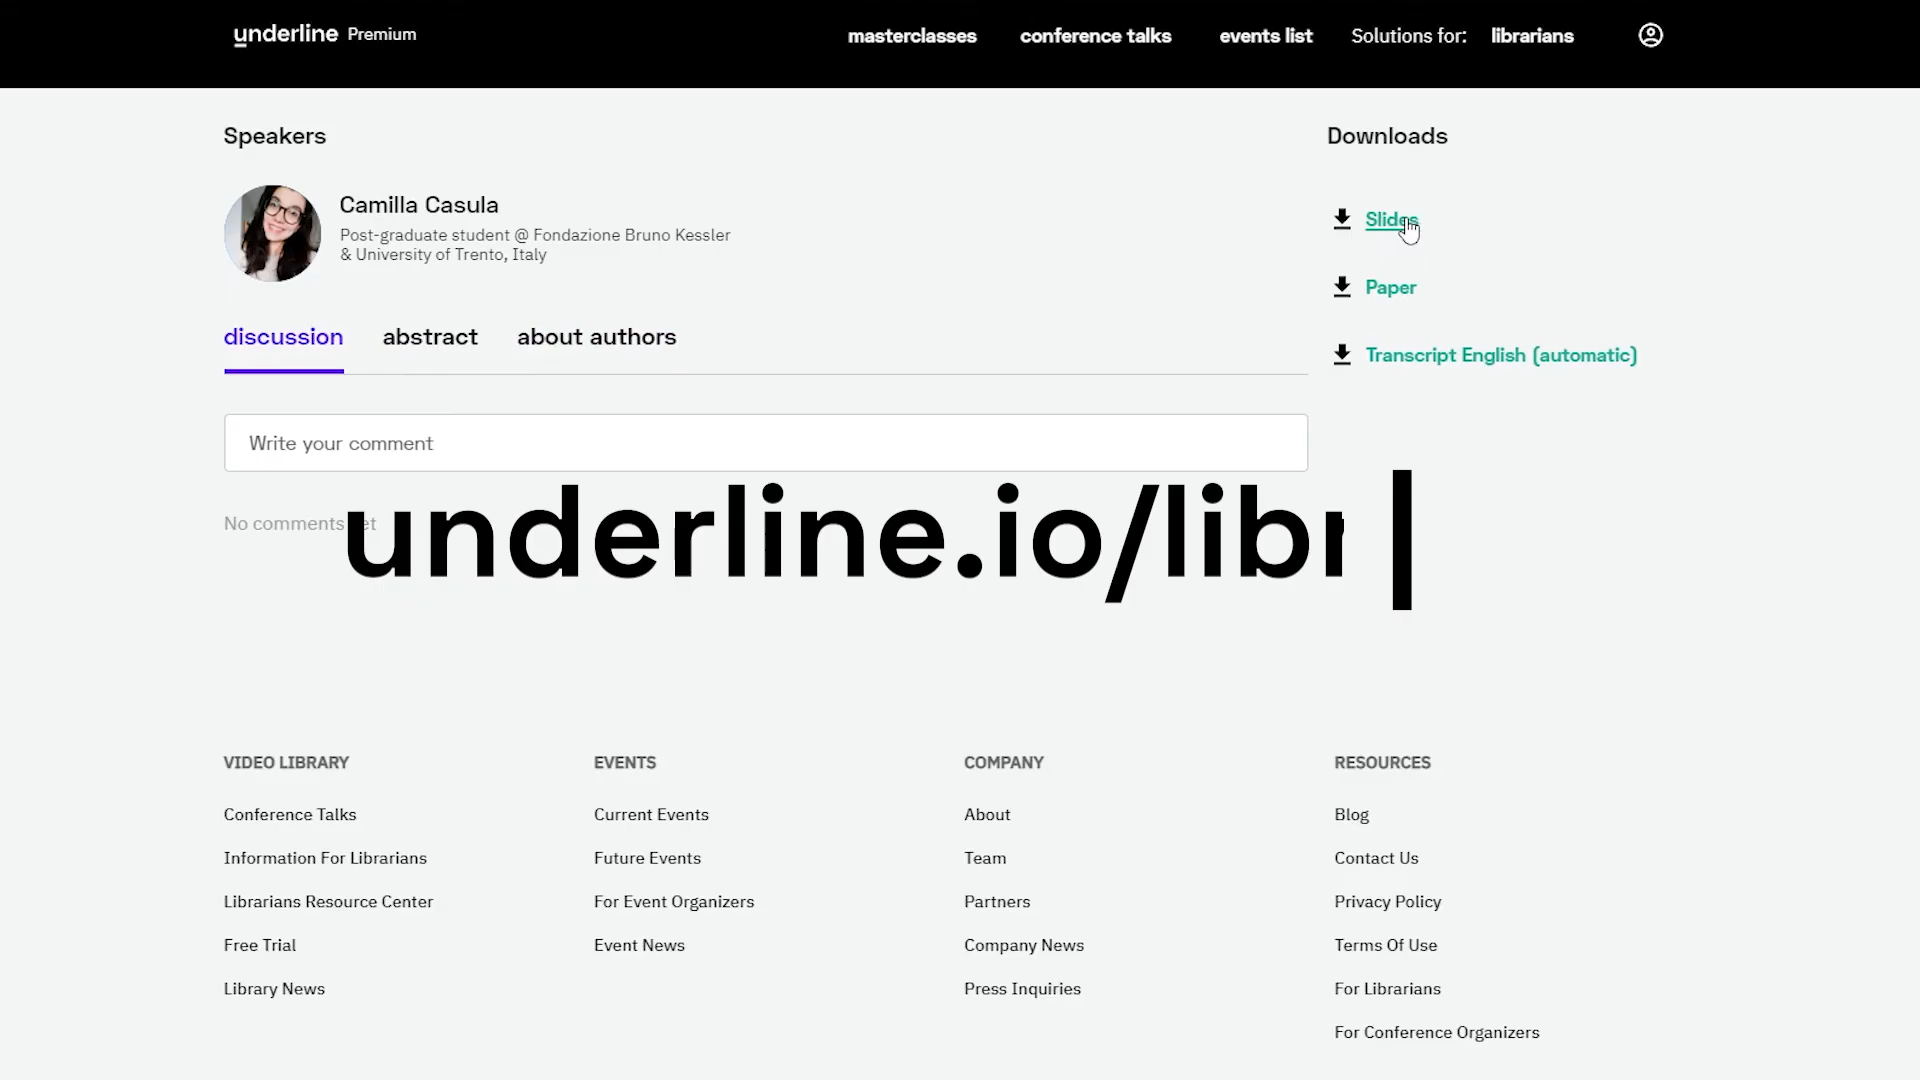 underline Premium
masterclasses
conference talks
events list
Solutions for:
librarians
Speakers
Camilla Casula
Post-graduate student @ Fondazione Bruno Kessler
& University of Trento, Italy
Downloads
Slides
Paper
Transcript English (automatic)
discussion
abstract
about authors
Write your comment
No comments
underline.io/libr
VIDEO LIBRARY
Conference Talks
Information For Librarians
Librarians Resource Center
Free Trial
Library News
EVENTS
Current Events
Future Events
For Event Organizers
Event News
COMPANY
About
Team
Partners
Company News
Press Inquiries
RESOURCES
Blog
Contact Us
Privacy Policy
Terms Of Use
For Librarians
For Conference Organizers